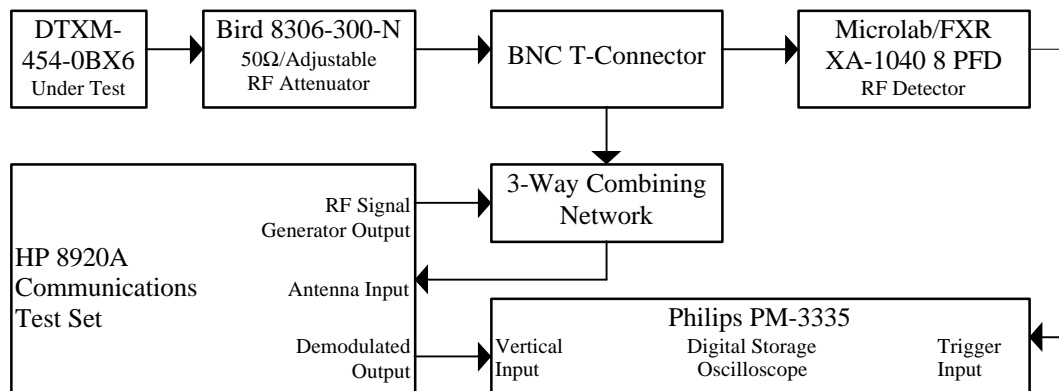 DTXM-
454-0BX6
Under Test
Bird 8306-300-N
50Ω/Adjustable
RF Attenuator
BNC T-Connector
Microlab/FXR
XA-1040 8 PFD
RF Detector
3-Way Combining
Network
RF Signal
Generator Output
HP 8920A
Communications
Test Set
Antenna Input
Demodulated
Output
Philips PM-3335
Vertical
Input
Digital Storage
Oscilloscope
Trigger
Input